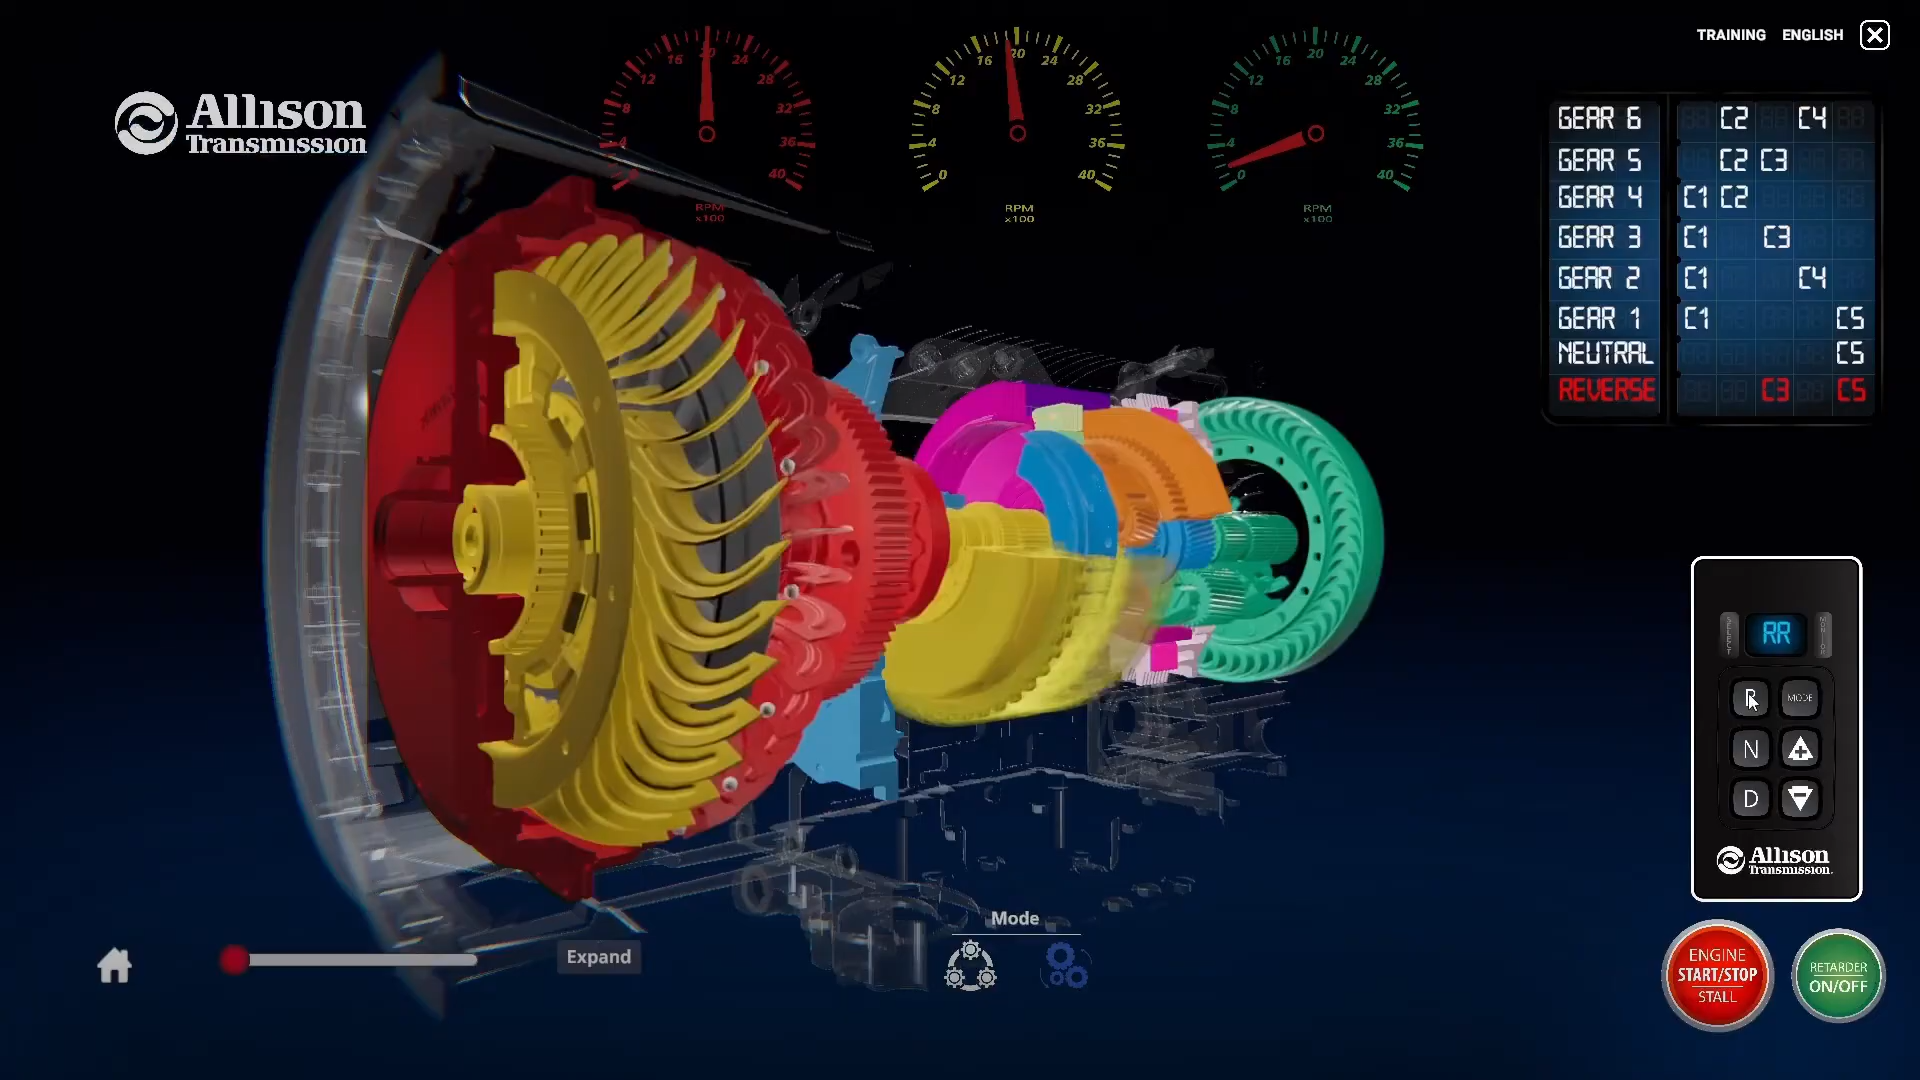 TRAINING ENGLISH
Allison
Transmission
0 4 8 12 16 20 24 28 32 36 40
RPM
x100
0 4 8 12 16 20 24 28 32 36 40
RPM
x100
0 4 8 12 16 20 24 28 32 36 40
RPM
x100
GEAR 6 C2 C4
GEAR 5 C2 C3
GEAR 4 C1 C2
GEAR 3 C1 C3
GEAR 2 C1 C4
GEAR 1 C1 C5
NEUTRAL C5
REVERSE C3 C5
SELECT
RR
MONITOR
R MODE
N
D
Allison
Transmission.
Mode
Expand
ENGINE
START/STOP
STALL
RETARDER
ON/OFF